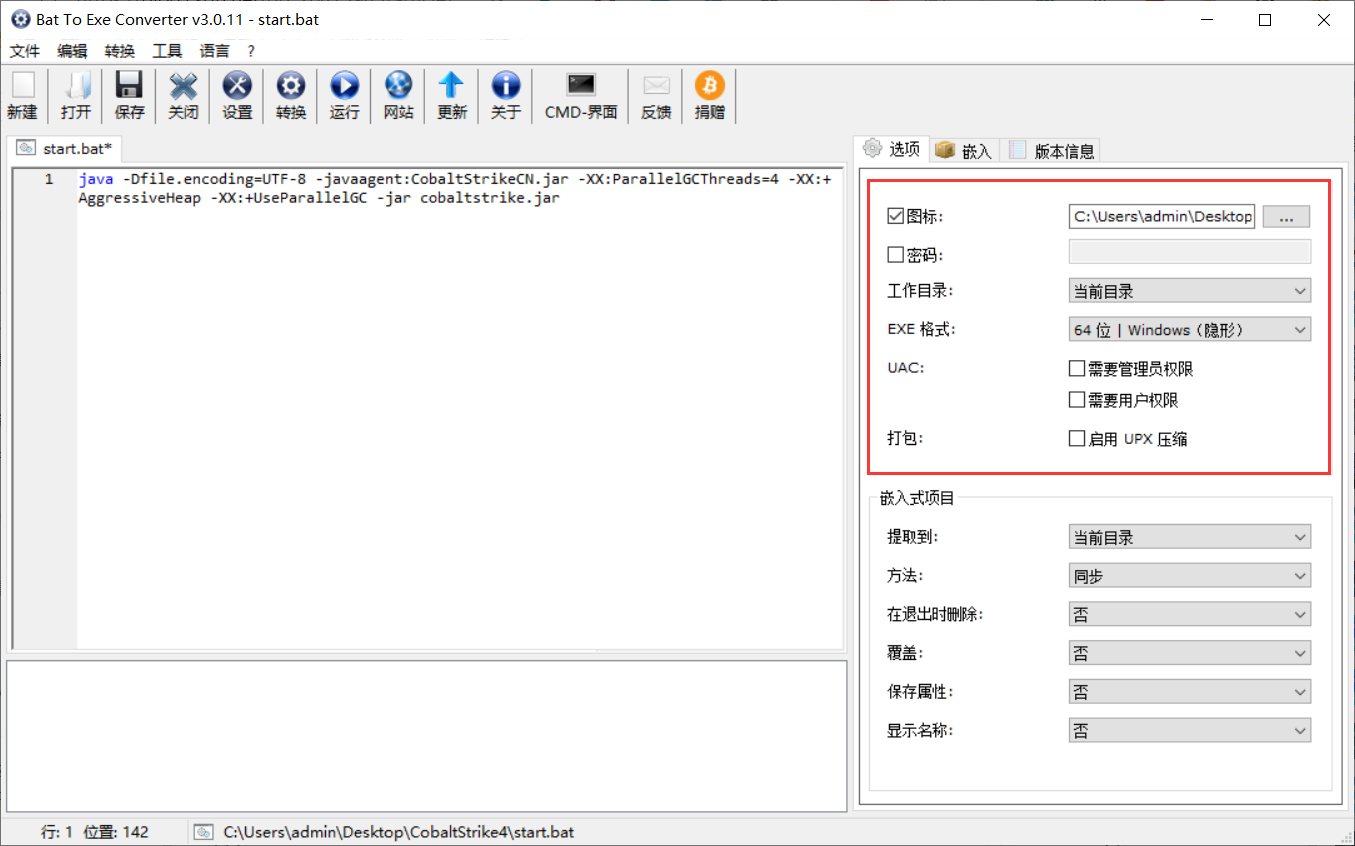 Bat To Exe Converter v3.0.11 - start.bat
文件 编辑 转换 工具 语言 ?
新建 打开 保存 关闭 设置 转换 运行 网站 更新 关于 CMD-界面 反馈 捐赠
start.bat*
1 java -Dfile.encoding=UTF-8 -javaagent:CobaltStrikeCN.jar -XX:ParallelGCThreads=4 -XX:+
AggressiveHeap -XX:+UseParallelGC -jar cobaltstrike.jar
选项 嵌入 版本信息
图标: C:\Users\admin\Desktop ...
密码:
工作目录: 当前目录
EXE 格式: 64 位 | Windows（隐形）
UAC: 需要管理员权限
需要用户权限
打包: 启用 UPX 压缩
嵌入式项目
提取到: 当前目录
方法: 同步
在退出时删除: 否
覆盖: 否
保存属性: 否
显示名称: 否
行: 1 位置: 142 C:\Users\admin\Desktop\CobaltStrike4\start.bat